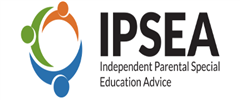 IPSEA
Independent Parental Special
Education Advice